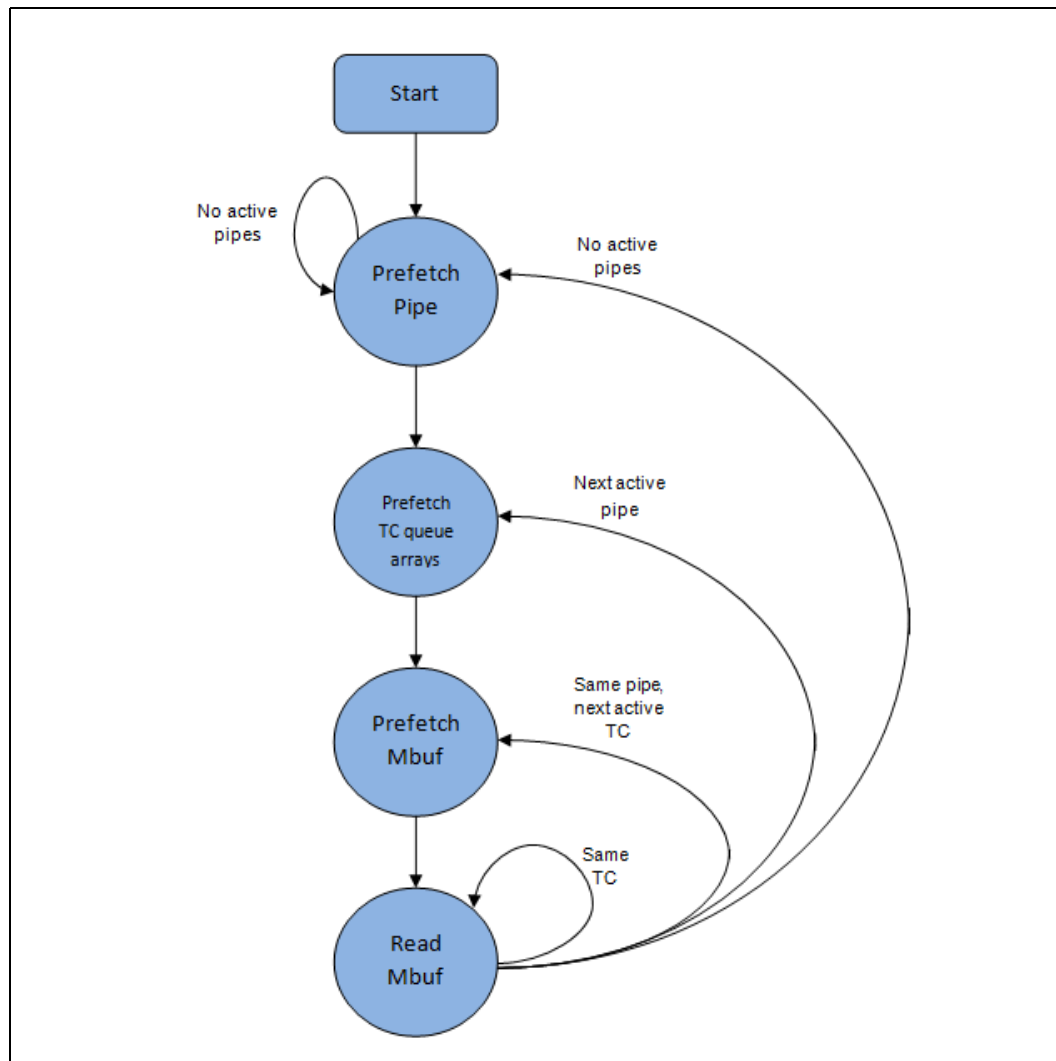 Start
No active
pipes
No active
pipes
Prefetch
Pipe
Next active
pipe
Prefetch
TC queue
arrays
Same pipe,
next active
TC
Prefetch
Mbuf
Same
TC
Read
Mbuf